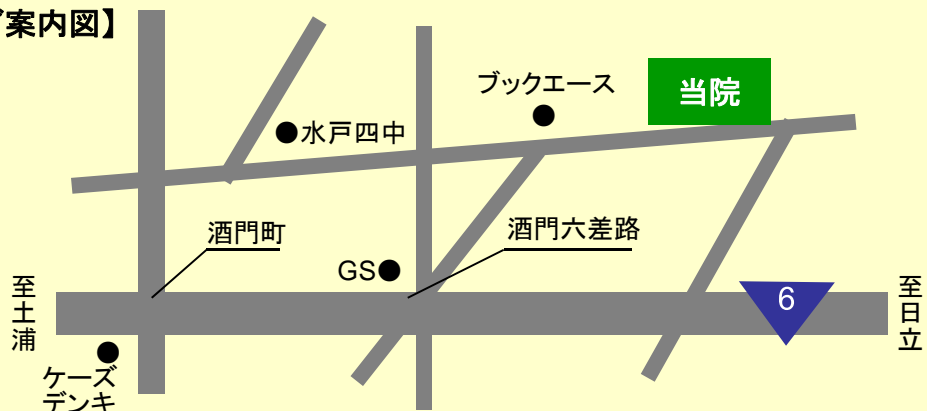 案内図】
ブックエース
当院
水戸四中
酒門町
酒門六差路
GS
6
至土浦
至日立
ケーズ
デンキ